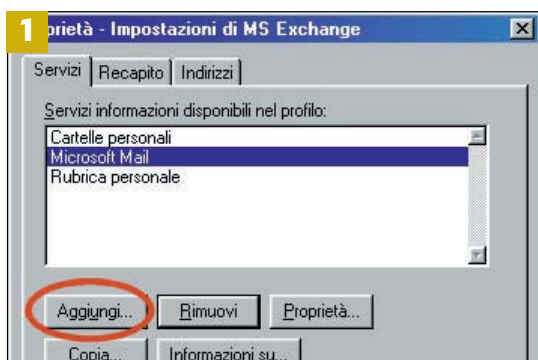 1
prietà - Impostazioni di MS Exchange
Servizi Recapito Indirizzi
Servizi informazioni disponibili nel profilo:
Cartelle personali
Microsoft Mail
Rubrica personale
Aggiungi... Rimuovi Proprietà...
Copia... Informazioni su...